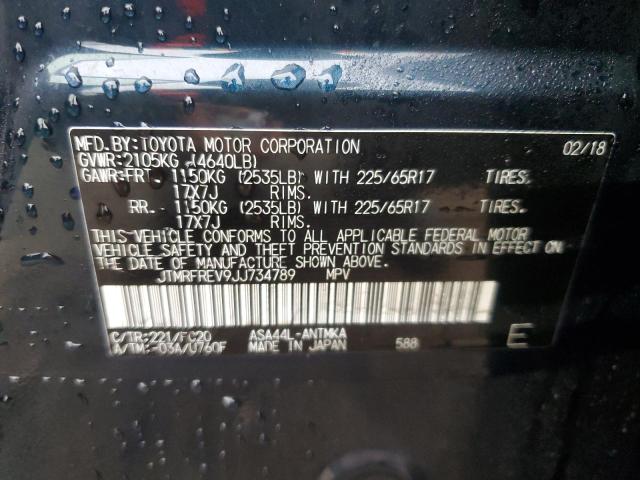 MFD.BY:TOYOTA MOTOR CORPORATION 02/18
GVWR:2105KG (4640LB)
GAWR:FRT. 1150KG (2535LB) WITH 225/65R17 TIRES.
17X7J RIMS.
RR. 1150KG (2535LB) WITH 225/65R17 TIRES.
17X7J RIMS.
THIS VEHICLE CONFORMS TO ALL APPLICABLE FEDERAL MOTOR
VEHICLE SAFETY AND THEFT PREVENTION STANDARDS IN EFFECT ON
THE DATE OF MANUFACTURE SHOWN ABOVE.
JTMRFREV9JJ734789 MPV
C/TR:221/FC20 ASA44L-ANTMKA
A/TM:-03A/U760F MADE IN JAPAN 588 E